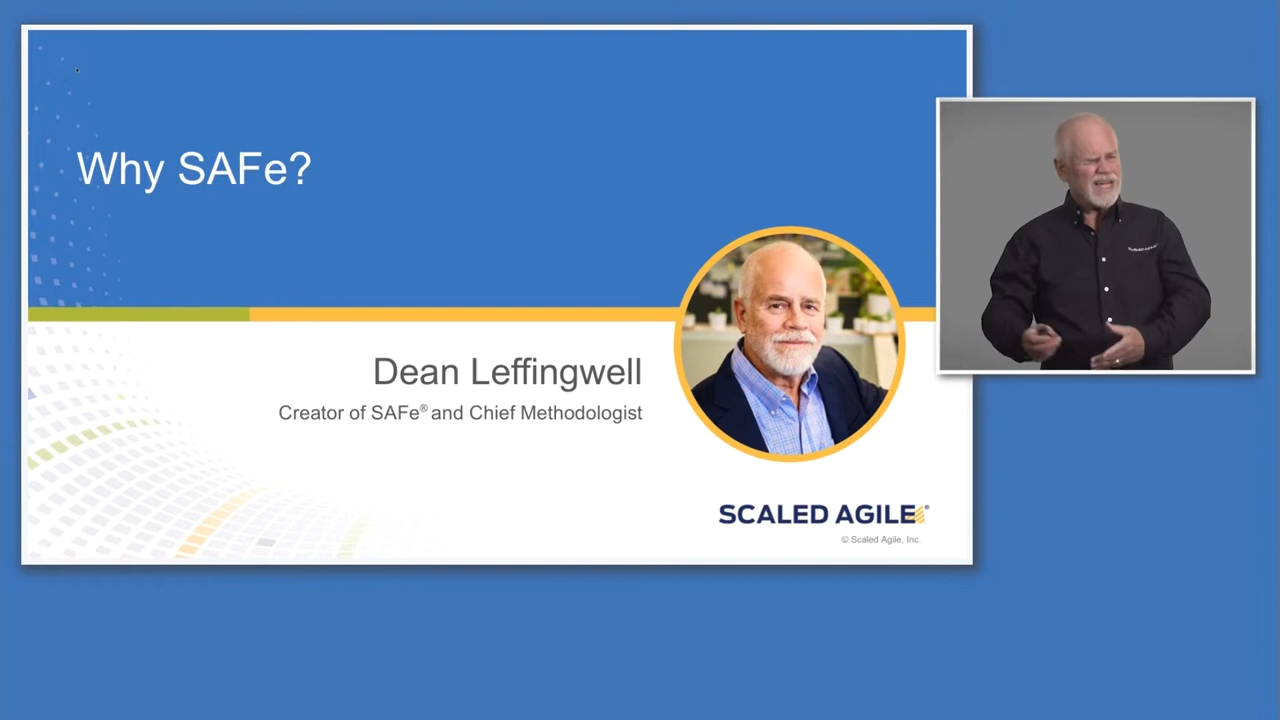 Why SAFe?
Dean Leffingwell
Creator of SAFe® and Chief Methodologist
SCALED AGILE®
© Scaled Agile, Inc.